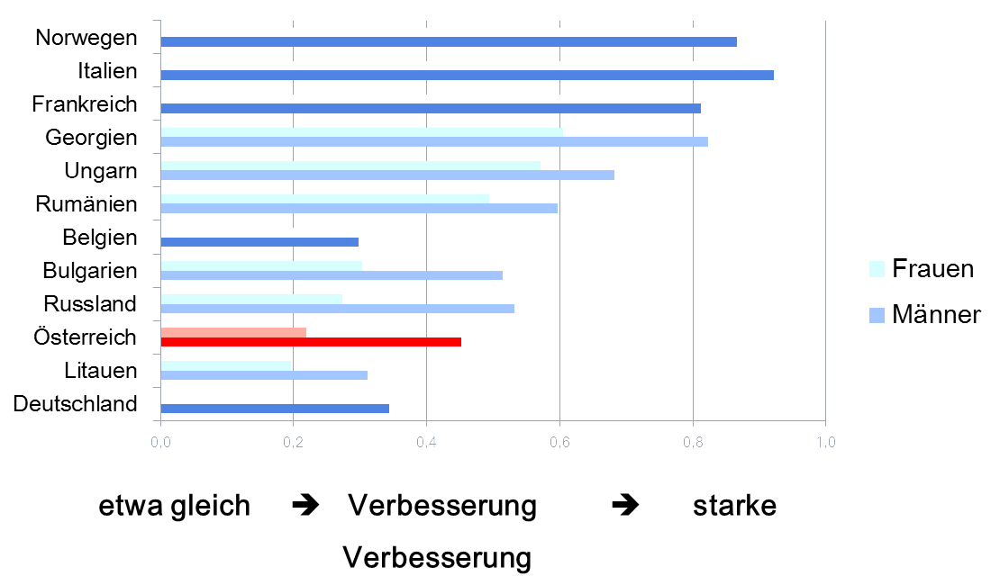 Norwegen
Italien
Frankreich
Georgien
Ungarn
Rumänien
Belgien
Bulgarien
Russland
Österreich
Litauen
Deutschland
0,0 0,2 0,4 0,6 0,8 1,0
Frauen
Männer
etwa gleich ➔ Verbesserung ➔ starke
Verbesserung